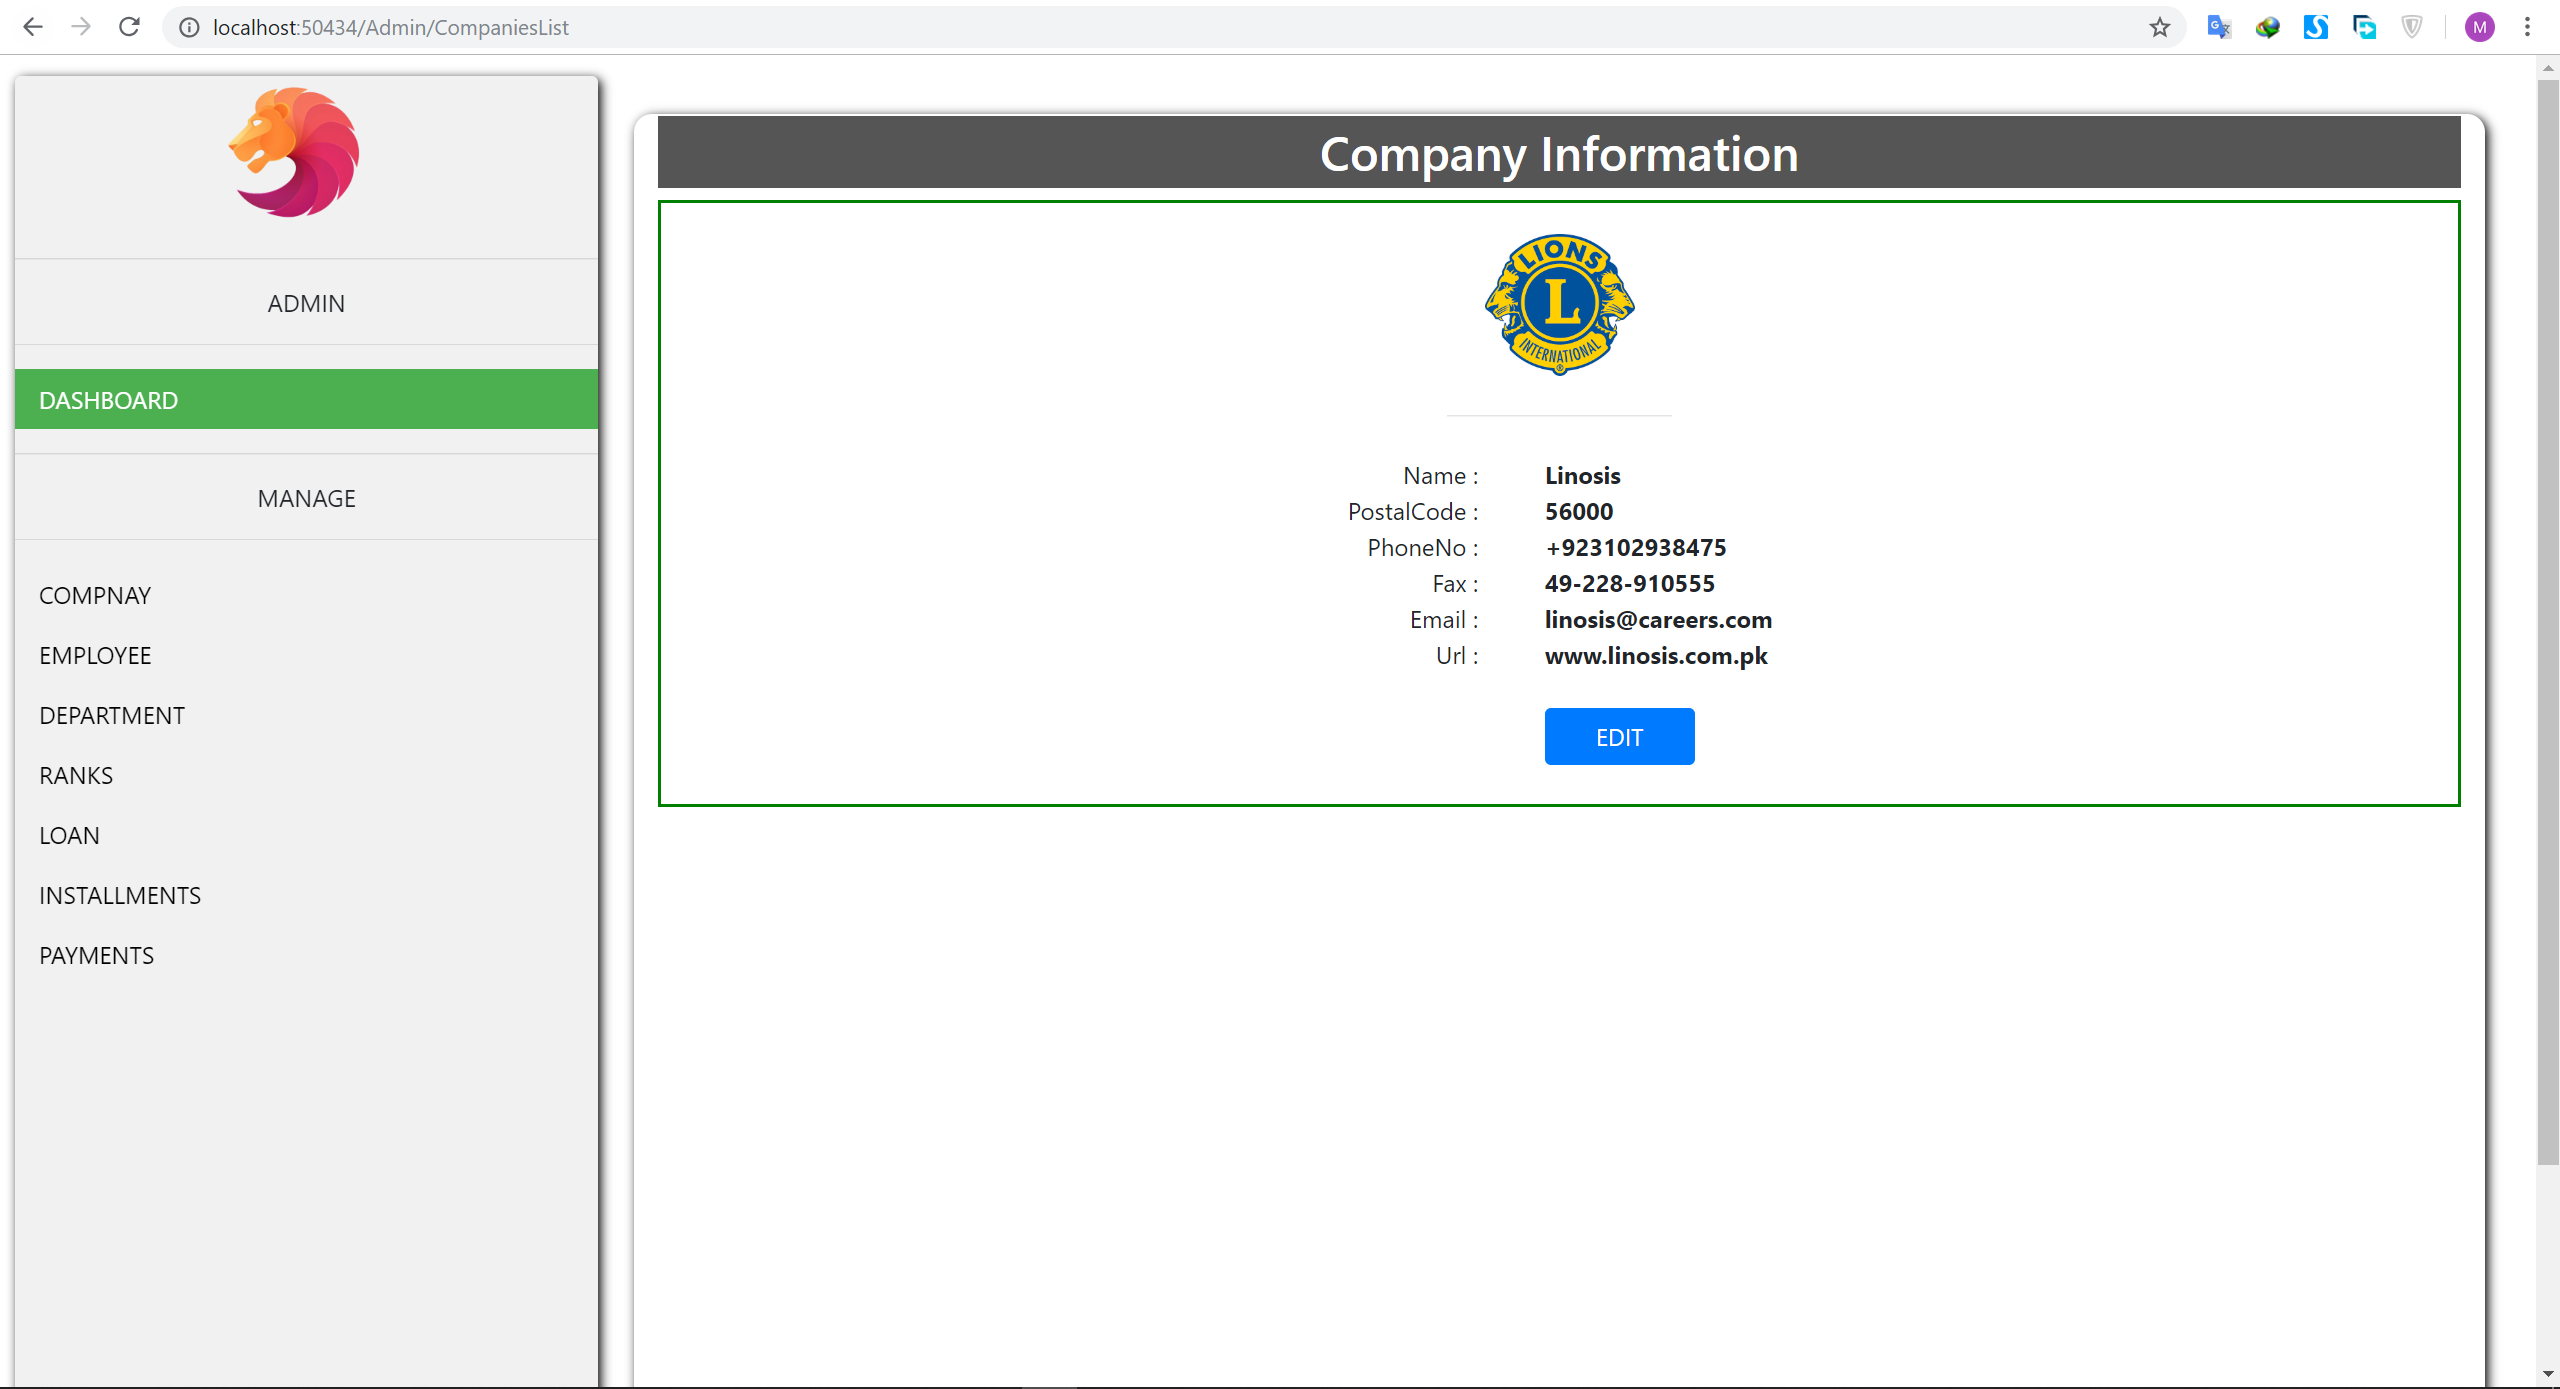 localhost:50434/Admin/CompaniesList
M
ADMIN
DASHBOARD
MANAGE
COMPNAY
EMPLOYEE
DEPARTMENT
RANKS
LOAN
INSTALLMENTS
PAYMENTS
Company Information
LIONS
L
INTERNATIONAL
®
Name : Linosis
PostalCode : 56000
PhoneNo : +923102938475
Fax : 49-228-910555
Email : linosis@careers.com
Url : www.linosis.com.pk
EDIT